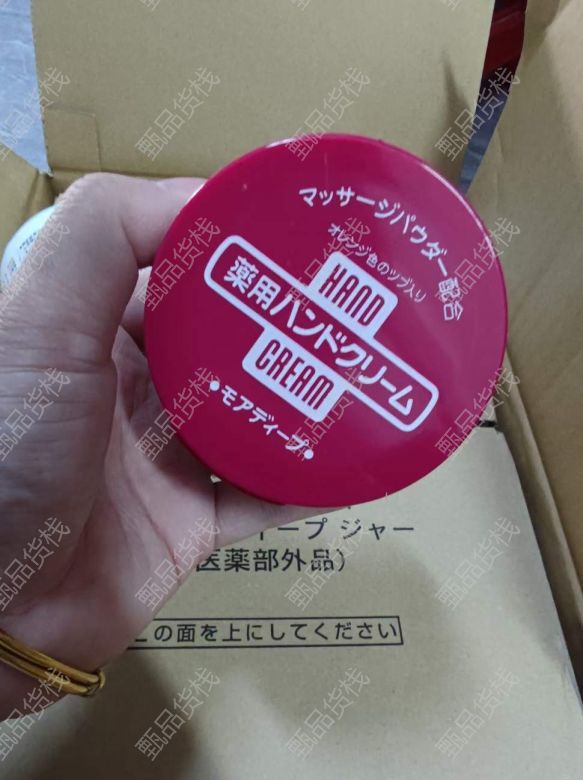 マッサージパウダー配合
オレンジ色のツブ入り
HAND
薬用ハンドクリーム
CREAM
•モアディープ•
ープ ジャー
医薬部外品）
この面を上にしてください
甄品货栈